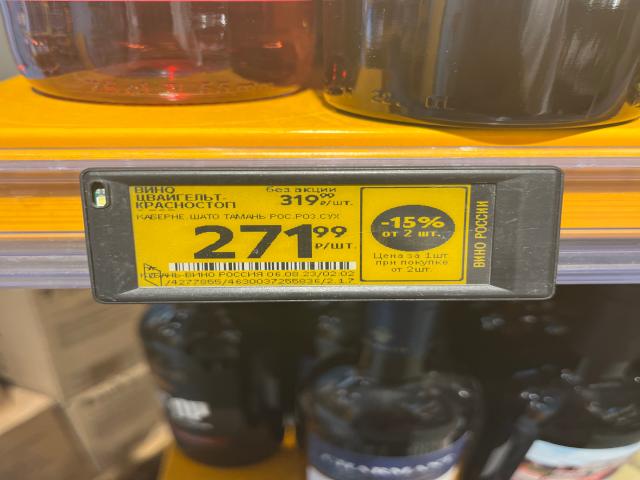 ВИНО
ЦВАЙГЕЛЬТ-
КРАСНОСТОП
без акции
319⁹⁹ ₽/шт.
КАБЕРНЕ.ШАТО ТАМАНЬ РОС.РОЗ.СУХ
271⁹⁹ ₽/шт.
-15%
от 2 шт.
Цена за 1шт
при покупке
от 2шт.
ВИНО РОССИИ
КУБАНЬ-ВИНО РОССИЯ 06.08.23/02:02
/4277855/4630037255836/2.1.7